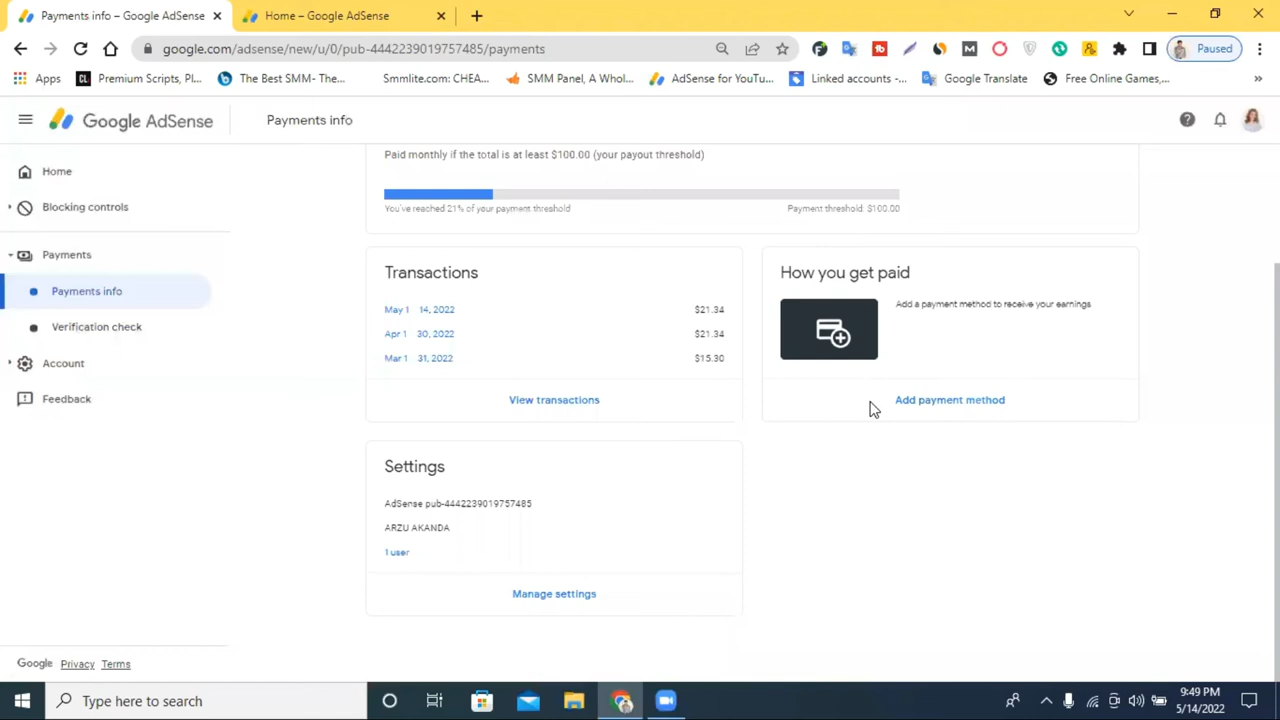 Payments info – Google AdSense
Home – Google AdSense
google.com/adsense/new/u/0/pub-4442239019757485/payments
Paused
Apps
Premium Scripts, Pl...
The Best SMM- The...
Smmlite.com: CHEA...
SMM Panel, A Whol...
AdSense for YouTu...
Linked accounts -...
Google Translate
Free Online Games,...
Google AdSense
Payments info
Home
Blocking controls
Payments
Payments info
Verification check
Account
Feedback
Paid monthly if the total is at least $100.00 (your payout threshold)
You've reached 21% of your payment threshold
Payment threshold: $100.00
Transactions
May 1 14, 2022 $21.34
Apr 1 30, 2022 $21.34
Mar 1 31, 2022 $15.30
View transactions
How you get paid
Add a payment method to receive your earnings
Add payment method
Settings
AdSense pub-4442239019757485
ARZU AKANDA
1 user
Manage settings
Google Privacy Terms
Type here to search
9:49 PM
5/14/2022